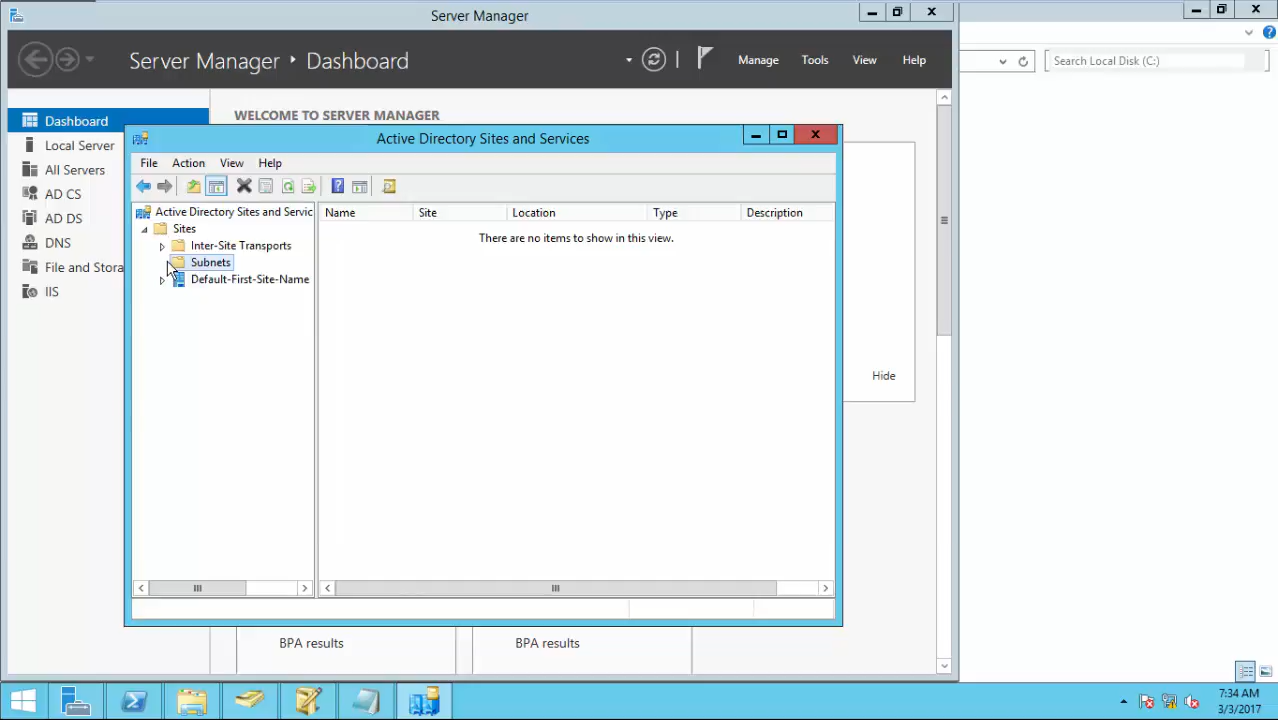 Server Manager
Server Manager ‣ Dashboard
Manage Tools View Help
Search Local Disk (C:)
Dashboard
Local Server
All Servers
AD CS
AD DS
DNS
File and Stora
IIS
WELCOME TO SERVER MANAGER
Active Directory Sites and Services
File Action View Help
Active Directory Sites and Servic
Sites
Inter-Site Transports
Subnets
Default-First-Site-Name
Name Site Location Type Description
There are no items to show in this view.
Hide
BPA results BPA results
7:34 AM
3/3/2017